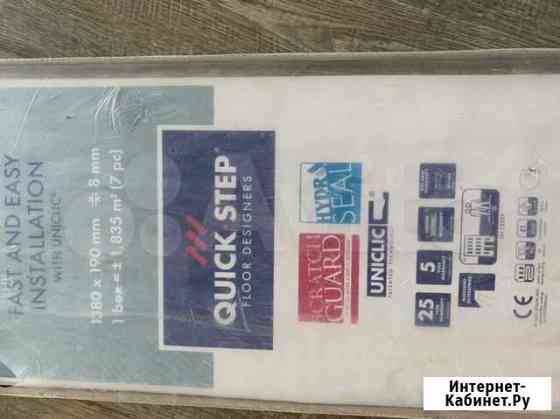 FAST AND EASY
INSTALLATION
WITH UNICLIC®
1380 x 190 mm ≑ 8 mm
1 box = ± 1,835 m² (7 pc)
QUICK·STEP®
FLOOR DESIGNERS
HYDRO
SEAL
SCRATCH
GUARD
UNICLIC
25
5
CE
Интернет-
Кабинет.Ру